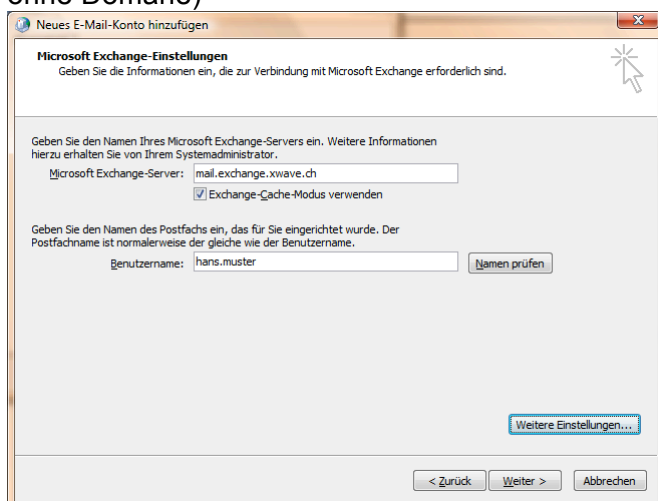 ohne Domäne)
Neues E-Mail-Konto hinzufügen
Microsoft Exchange-Einstellungen
Geben Sie die Informationen ein, die zur Verbindung mit Microsoft Exchange erforderlich sind.
Geben Sie den Namen Ihres Microsoft Exchange-Servers ein. Weitere Informationen
hierzu erhalten Sie von Ihrem Systemadministrator.
Microsoft Exchange-Server: mail.exchange.xwave.ch
Exchange-Cache-Modus verwenden
Geben Sie den Namen des Postfachs ein, das für Sie eingerichtet wurde. Der
Postfachname ist normalerweise der gleiche wie der Benutzername.
Benutzername: hans.muster Namen prüfen
Weitere Einstellungen...
< Zurück Weiter > Abbrechen